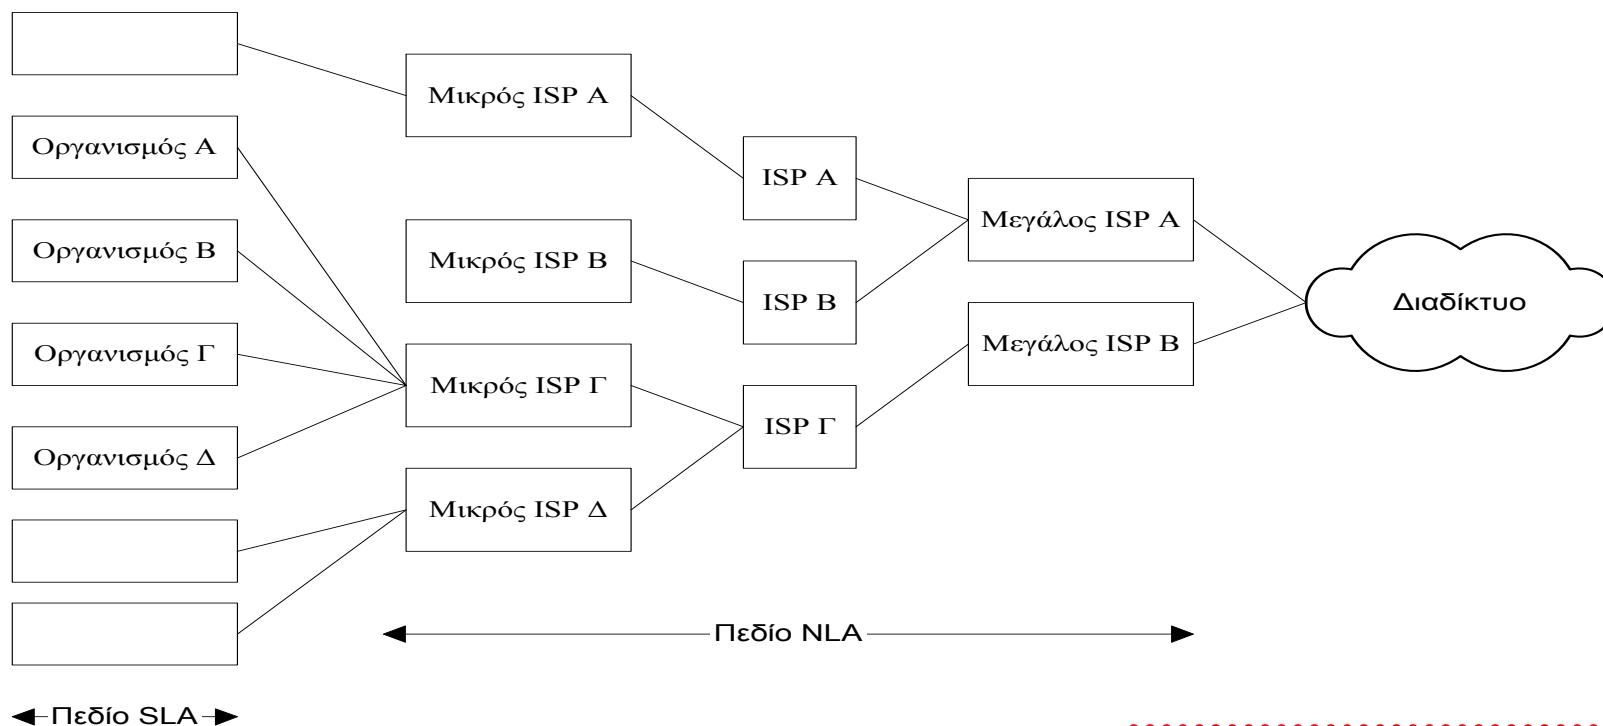 Οργανισμός Α
Οργανισμός Β
Οργανισμός Γ
Οργανισμός Δ
Πεδίο SLA
Μικρός ISP Α
Μικρός ISP Β
Μικρός ISP Γ
Μικρός ISP Δ
ISP Α
ISP Β
ISP Γ
Μεγάλος ISP Α
Μεγάλος ISP Β
Πεδίο NLA
Διαδίκτυο